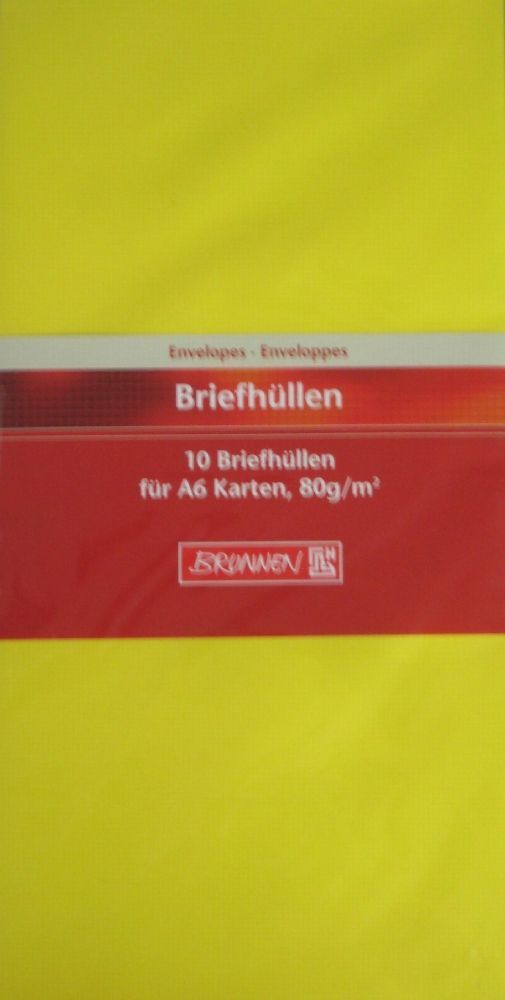 Envelopes · Enveloppes
Briefhüllen
10 Briefhüllen
für A6 Karten, 80g/m²
BRUNNEN